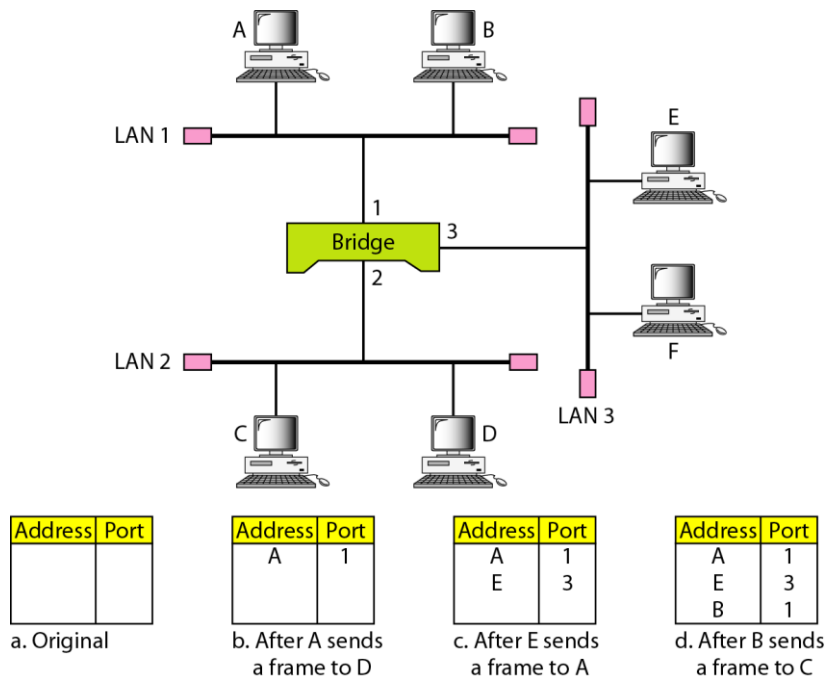 A
B
LAN 1
E
1
Bridge
3
2
F
LAN 2
LAN 3
C
D
Address Port
a. Original
Address Port
A 1
b. After A sends
a frame to D
Address Port
A 1
E 3
c. After E sends
a frame to A
Address Port
A 1
E 3
B 1
d. After B sends
a frame to C